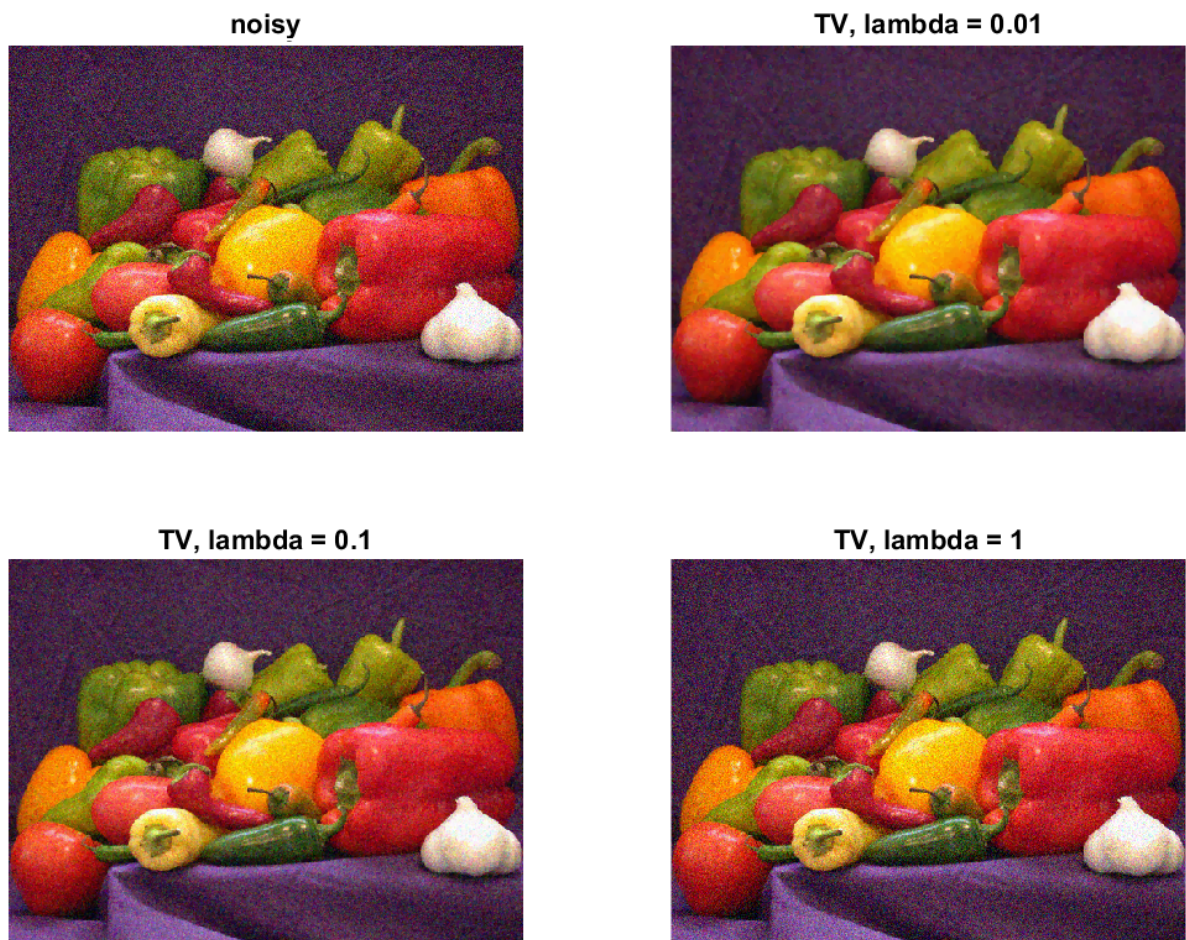 noisy
TV, lambda = 0.01
TV, lambda = 0.1
TV, lambda = 1